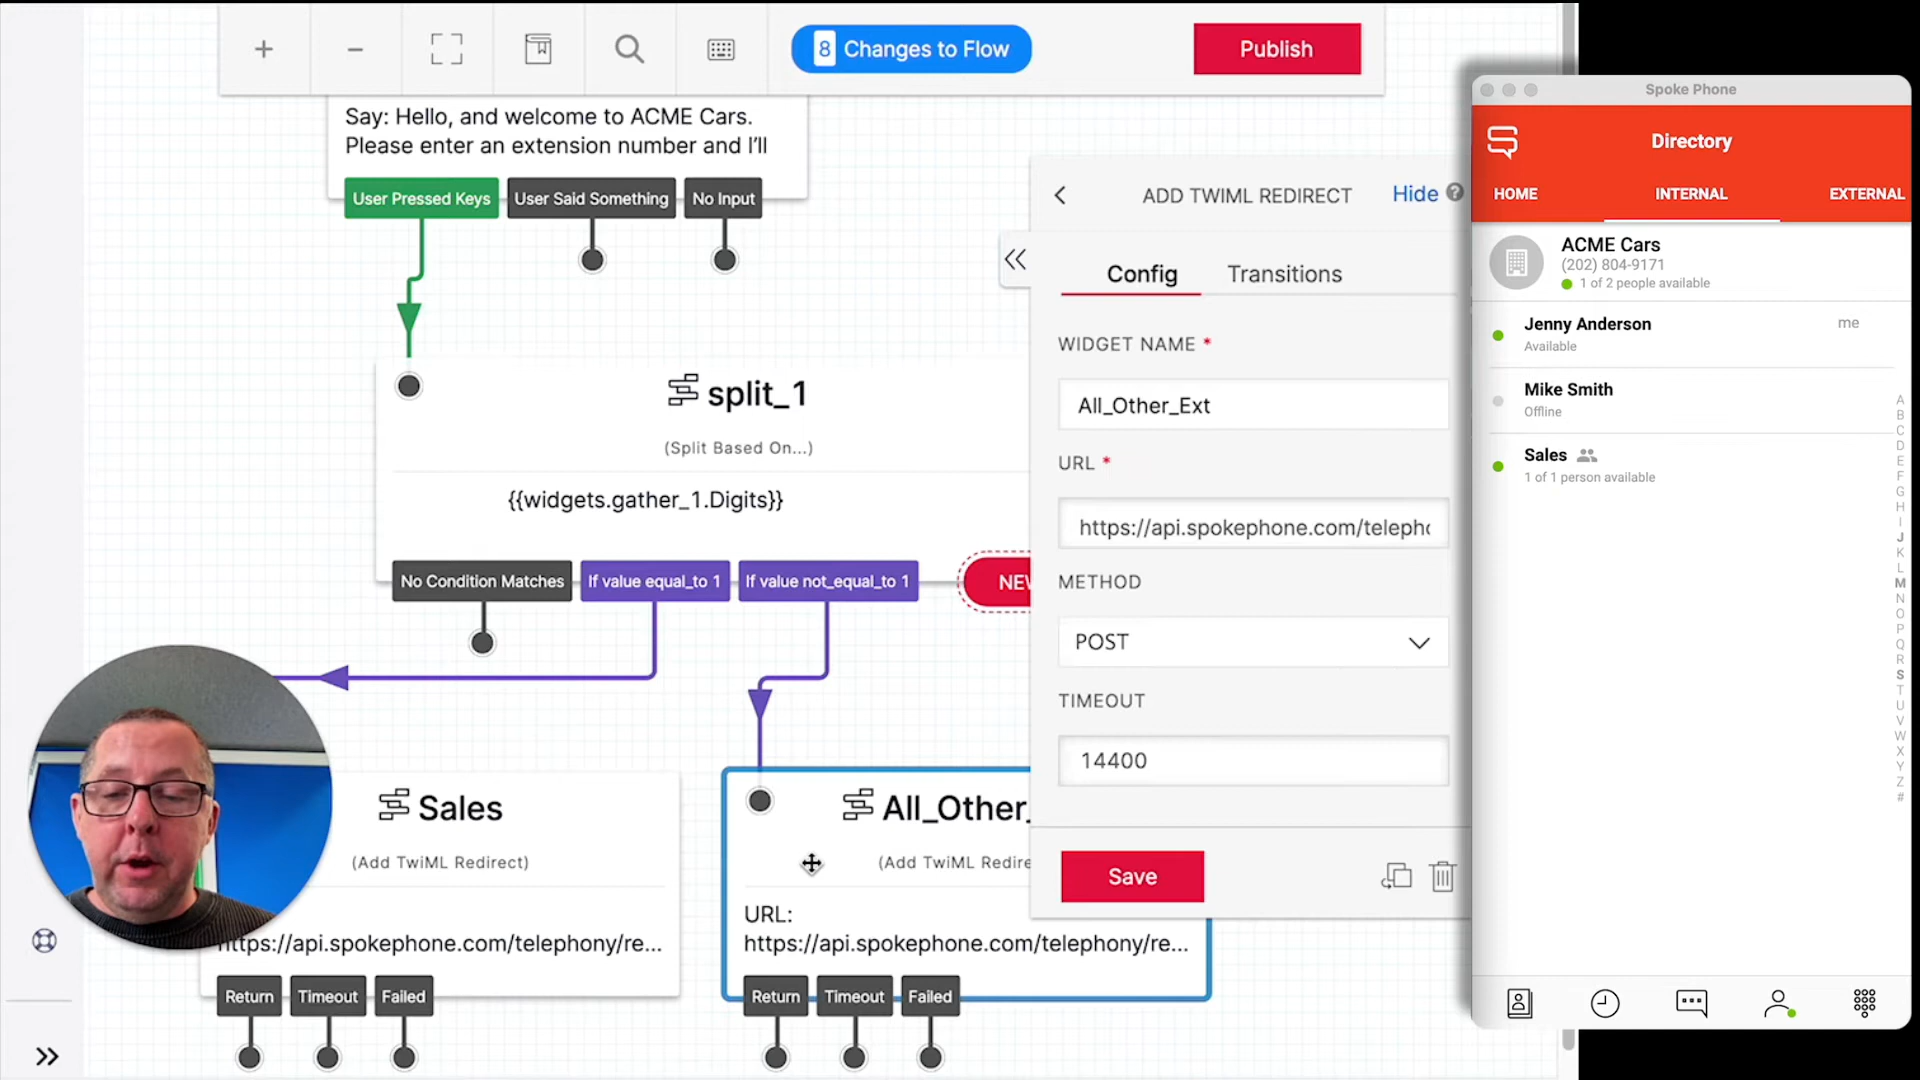 8 Changes to Flow
Publish
Say: Hello, and welcome to ACME Cars.
Please enter an extension number and I'll
User Pressed Keys
User Said Something
No Input
split_1
(Split Based On...)
{{widgets.gather_1.Digits}}
No Condition Matches
If value equal_to 1
If value not_equal_to 1
NEW
Sales
(Add TwiML Redirect)
https://api.spokephone.com/telephony/re...
Return
Timeout
Failed
All_Other_
(Add TwiML Redire
URL:
https://api.spokephone.com/telephony/re...
Return
Timeout
Failed
ADD TWIML REDIRECT
Hide
Config
Transitions
WIDGET NAME *
All_Other_Ext
URL *
https://api.spokephone.com/teleph
METHOD
POST
TIMEOUT
14400
Save
Spoke Phone
Directory
HOME
INTERNAL
EXTERNAL
ACME Cars
(202) 804-9171
1 of 2 people available
Jenny Anderson
me
Available
Mike Smith
Offline
Sales
1 of 1 person available
A
B
C
D
E
F
G
H
I
J
K
L
M
N
O
P
Q
R
S
T
U
V
W
X
Y
Z
#